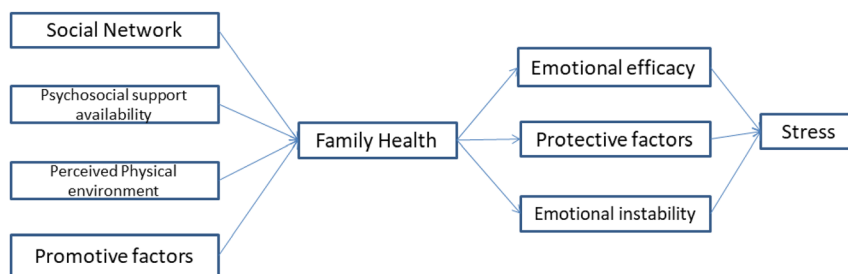 Social Network
Psychosocial support
availability
Perceived Physical
environment
Promotive factors
Family Health
Emotional efficacy
Protective factors
Emotional instability
Stress